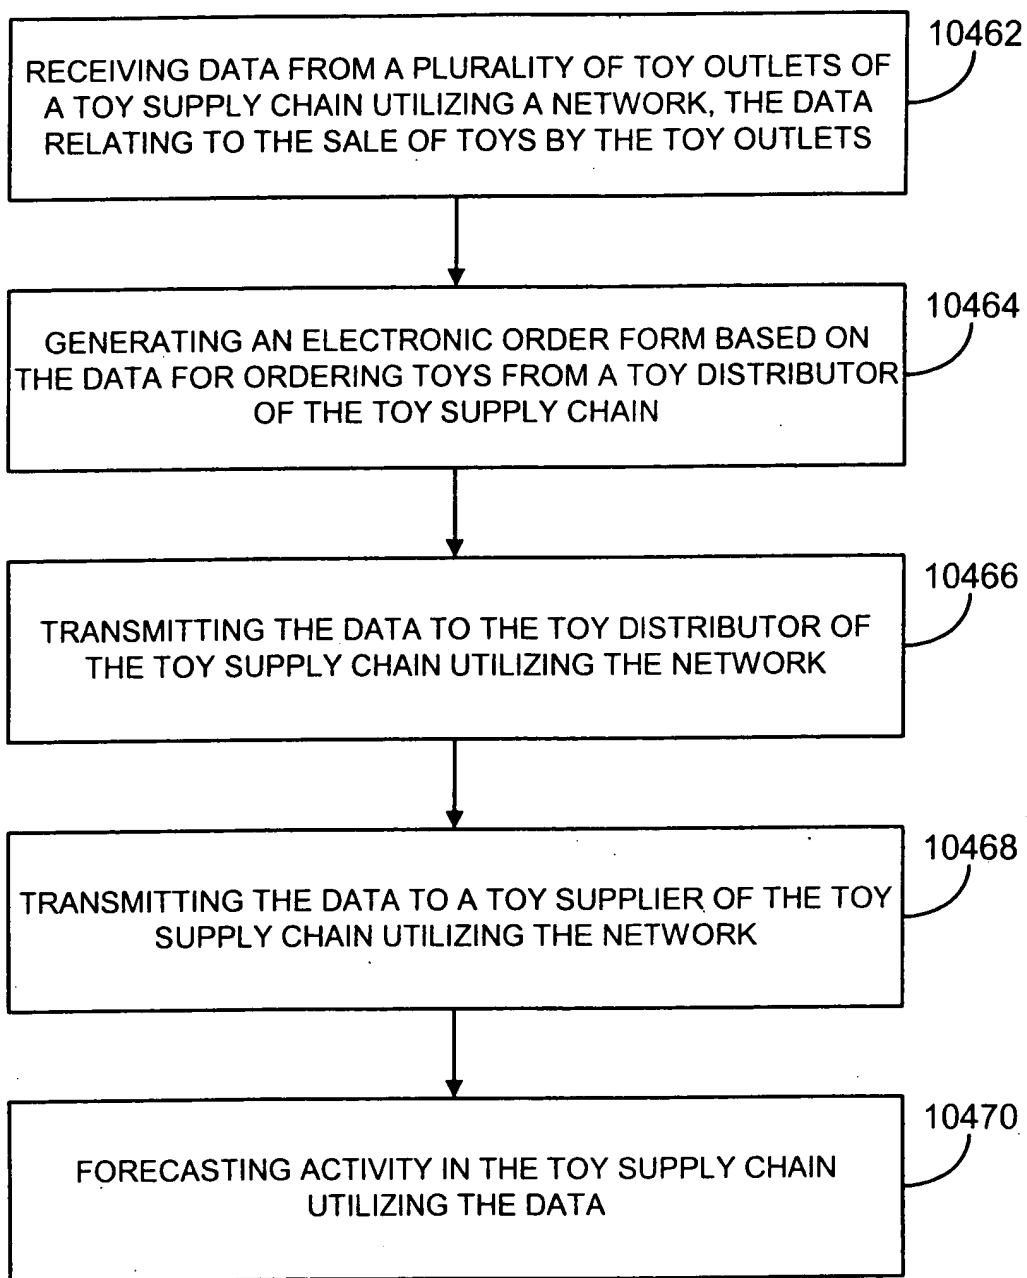 10462
RECEIVING DATA FROM A PLURALITY OF TOY OUTLETS OF
A TOY SUPPLY CHAIN UTILIZING A NETWORK, THE DATA
RELATING TO THE SALE OF TOYS BY THE TOY OUTLETS
10464
GENERATING AN ELECTRONIC ORDER FORM BASED ON
THE DATA FOR ORDERING TOYS FROM A TOY DISTRIBUTOR
OF THE TOY SUPPLY CHAIN
10466
TRANSMITTING THE DATA TO THE TOY DISTRIBUTOR OF
THE TOY SUPPLY CHAIN UTILIZING THE NETWORK
10468
TRANSMITTING THE DATA TO A TOY SUPPLIER OF THE TOY
SUPPLY CHAIN UTILIZING THE NETWORK
10470
FORECASTING ACTIVITY IN THE TOY SUPPLY CHAIN
UTILIZING THE DATA